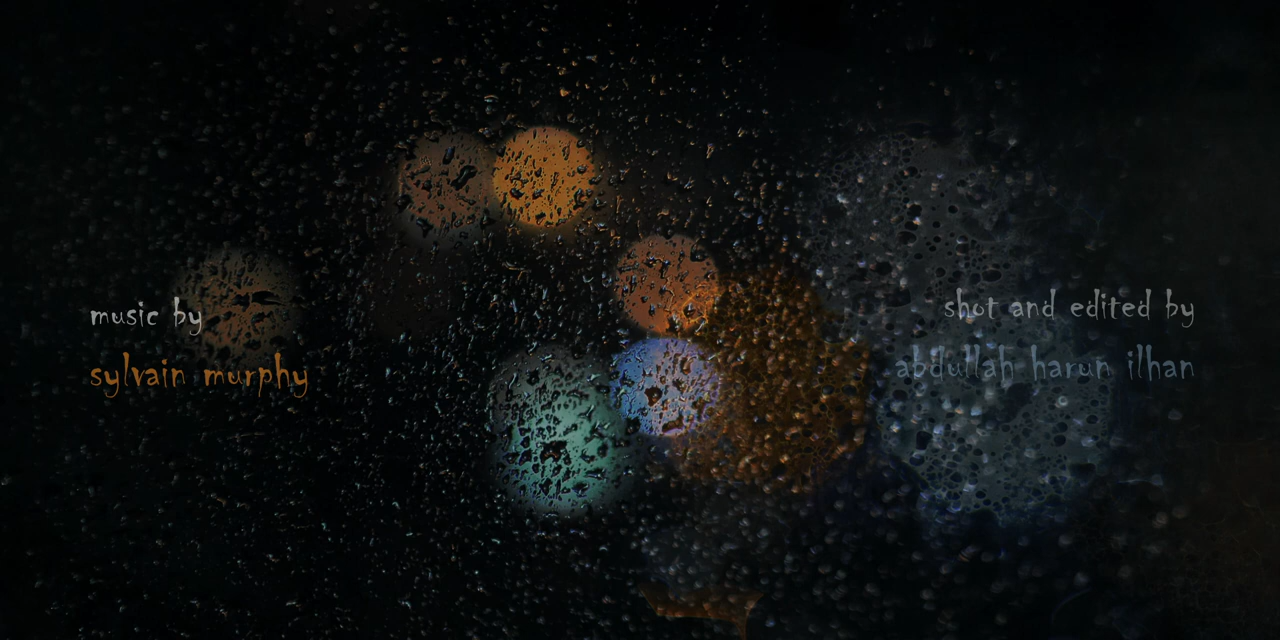 music by
sylvain murphy
shot and edited by
abdullah harun ilhan